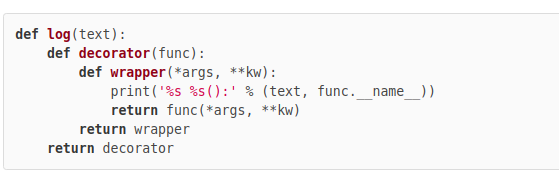 def log(text):
    def decorator(func):
        def wrapper(*args, **kw):
            print('%s %s():' % (text, func.__name__))
            return func(*args, **kw)
        return wrapper
    return decorator